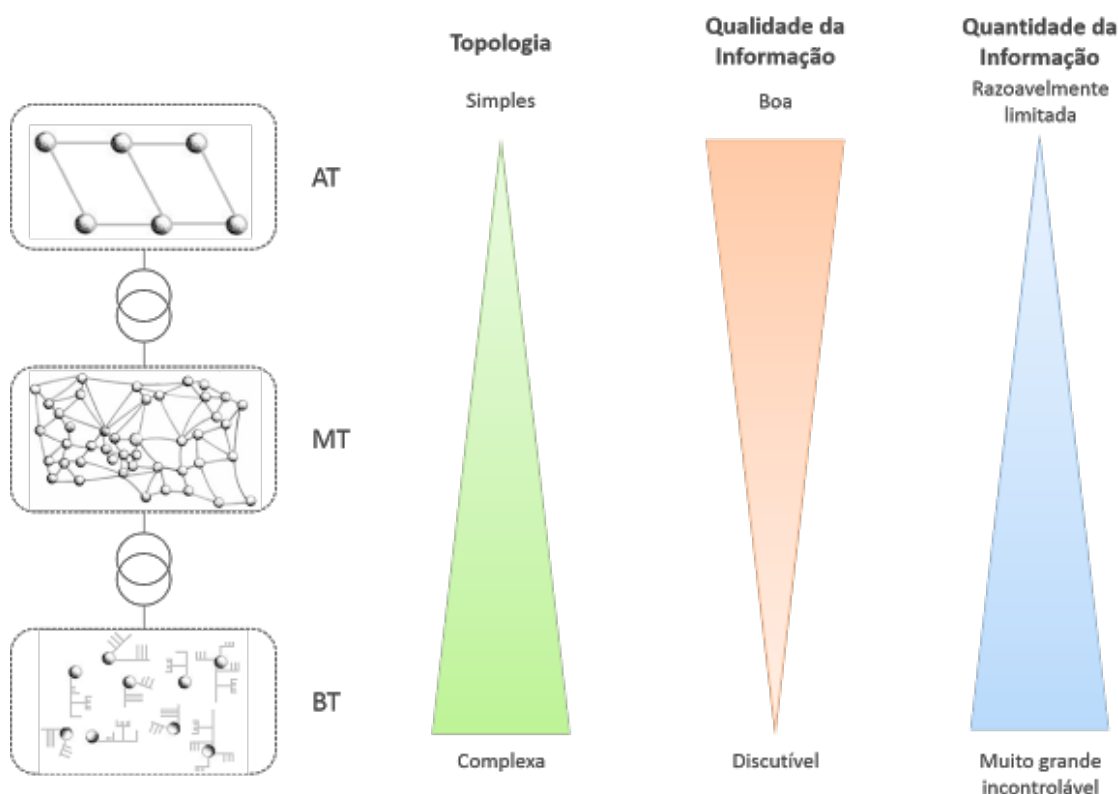 Topologia
Qualidade da
Informação
Quantidade da
Informação
Simples
Boa
Razoavelmente
limitada
AT
MT
BT
Complexa
Discutível
Muito grande
incontrolável